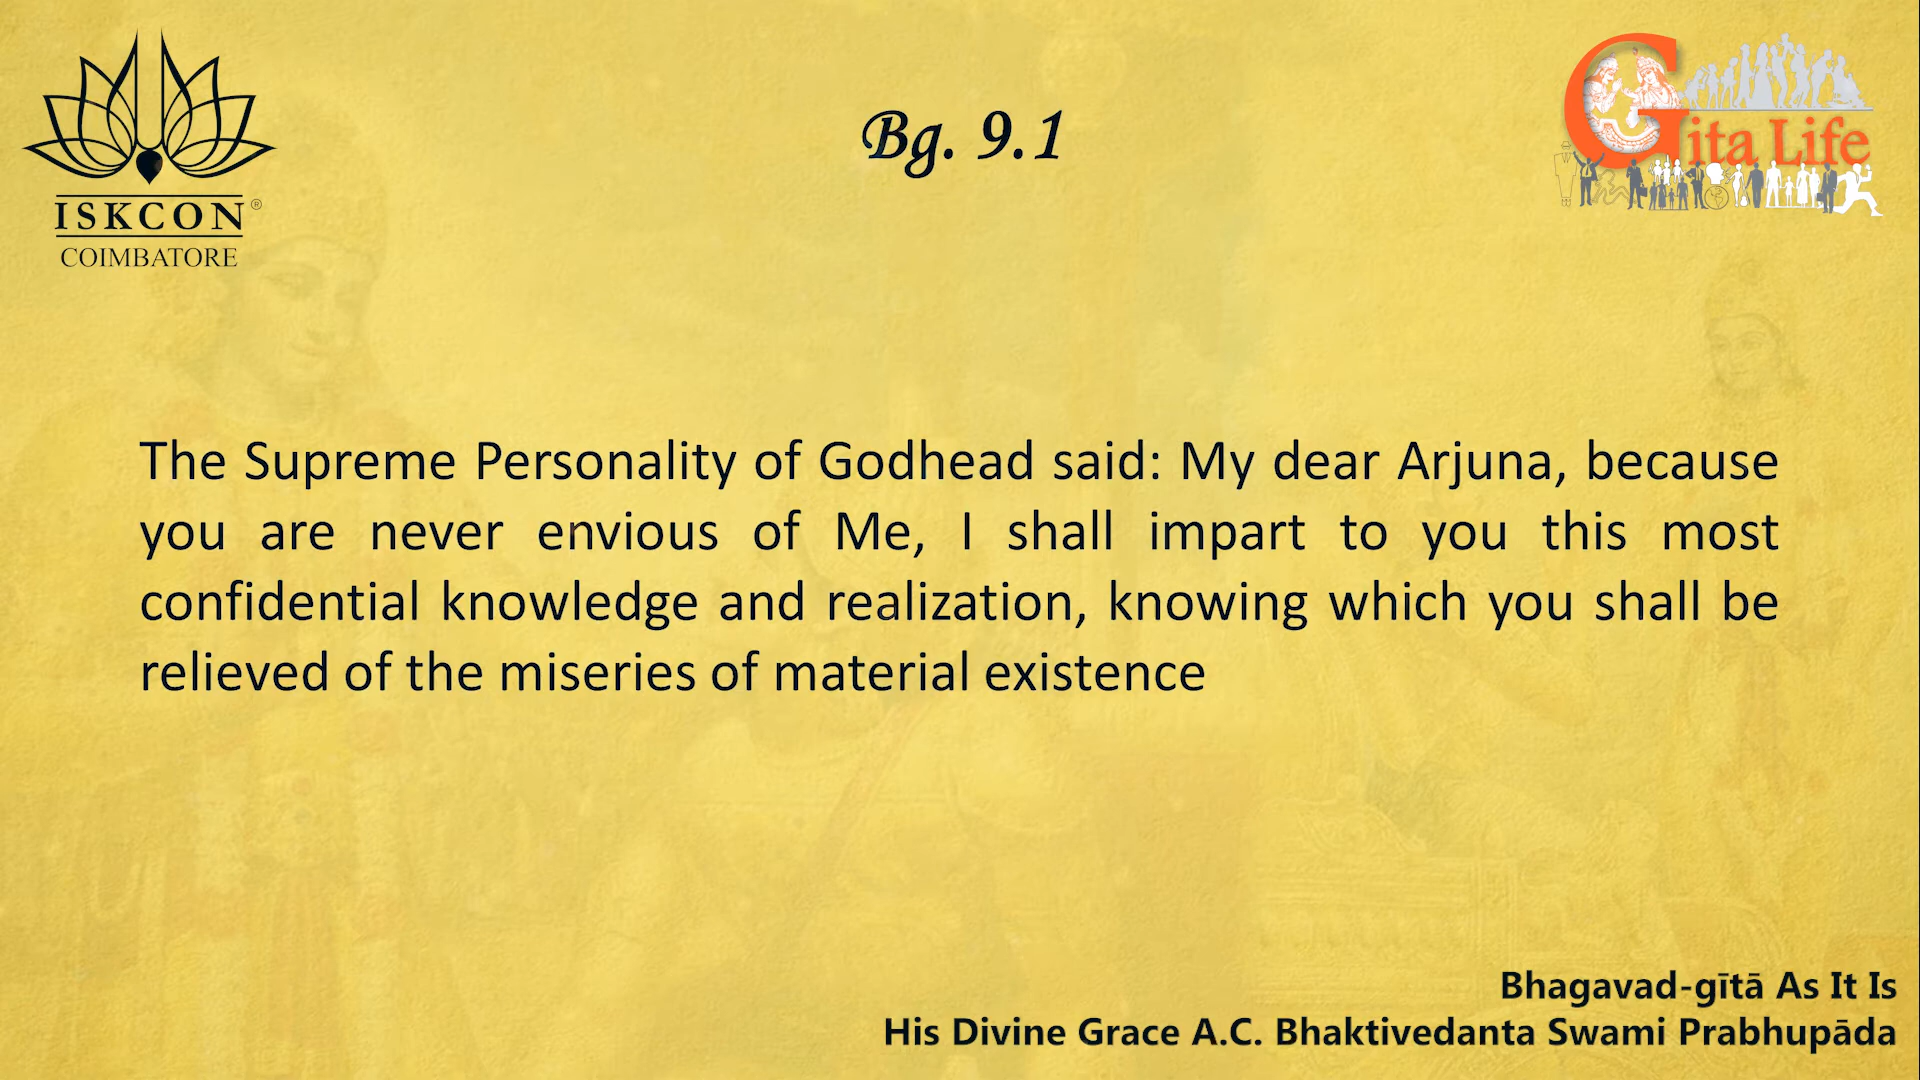 ISKCON®
COIMBATORE
Bg. 9.1
Gita Life
The Supreme Personality of Godhead said: My dear Arjuna, because
you are never envious of Me, I shall impart to you this most
confidential knowledge and realization, knowing which you shall be
relieved of the miseries of material existence
Bhagavad-gītā As It Is
His Divine Grace A.C. Bhaktivedanta Swami Prabhupāda